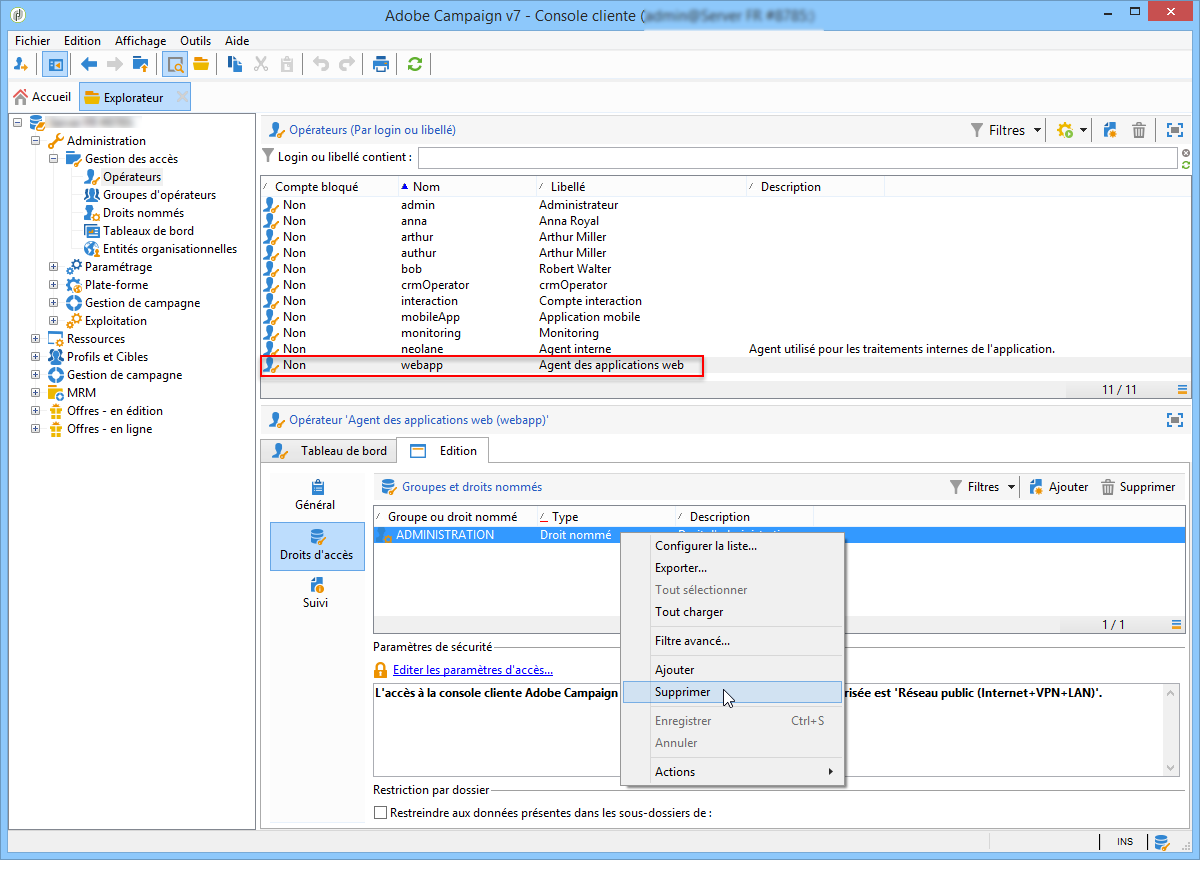 Adobe Campaign v7 - Console cliente (
Fichier Edition Affichage Outils Aide
Accueil Explorateur
Administration
Gestion des accès
Opérateurs
Groupes d'opérateurs
Droits nommés
Tableaux de bord
Entités organisationnelles
Paramétrage
Plate-forme
Gestion de campagne
Exploitation
Ressources
Profils et Cibles
Gestion de campagne
MRM
Offres - en édition
Offres - en ligne
Opérateurs (Par login ou libellé) Filtres
Login ou libellé contient :
Compte bloqué Nom Libellé Description
Non admin Administrateur
Non anna Anna Royal
Non arthur Arthur Miller
Non authur Arthur Miller
Non bob Robert Walter
Non crmOperator crmOperator
Non interaction Compte interaction
Non mobileApp Application mobile
Non monitoring Monitoring
Non neolane Agent interne Agent utilisé pour les traitements internes de l'application.
Non webapp Agent des applications web
11 / 11
Opérateur 'Agent des applications web (webapp)'
Tableau de bord Edition
Général
Droits d'accès
Suivi
Groupes et droits nommés Filtres Ajouter Supprimer
Groupe ou droit nommé Type Description
ADMINISTRATION Droit nommé
1 / 1
Configurer la liste...
Exporter...
Tout sélectionner
Tout charger
Filtre avancé...
Ajouter
Supprimer
Enregistrer Ctrl+S
Annuler
Actions
Paramètres de sécurité
Editer les paramètres d'accès...
L'accès à la console cliente Adobe Campaign risée est 'Réseau public (Internet+VPN+LAN)'.
Restriction par dossier
Restreindre aux données présentes dans les sous-dossiers de :
INS